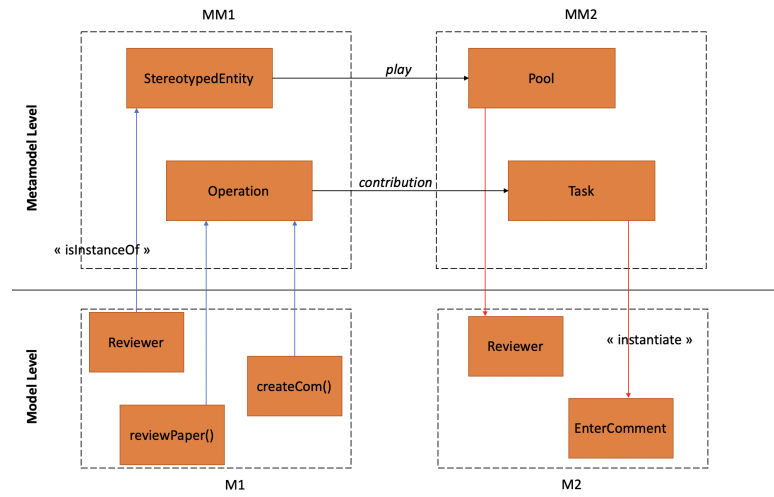 MM1
MM2
StereotypedEntity
play
Pool
Metamodel Level
Operation
contribution
Task
« isInstanceOf »
Reviewer
Reviewer
« instantiate »
Model Level
createCom()
reviewPaper()
EnterComment
M1
M2